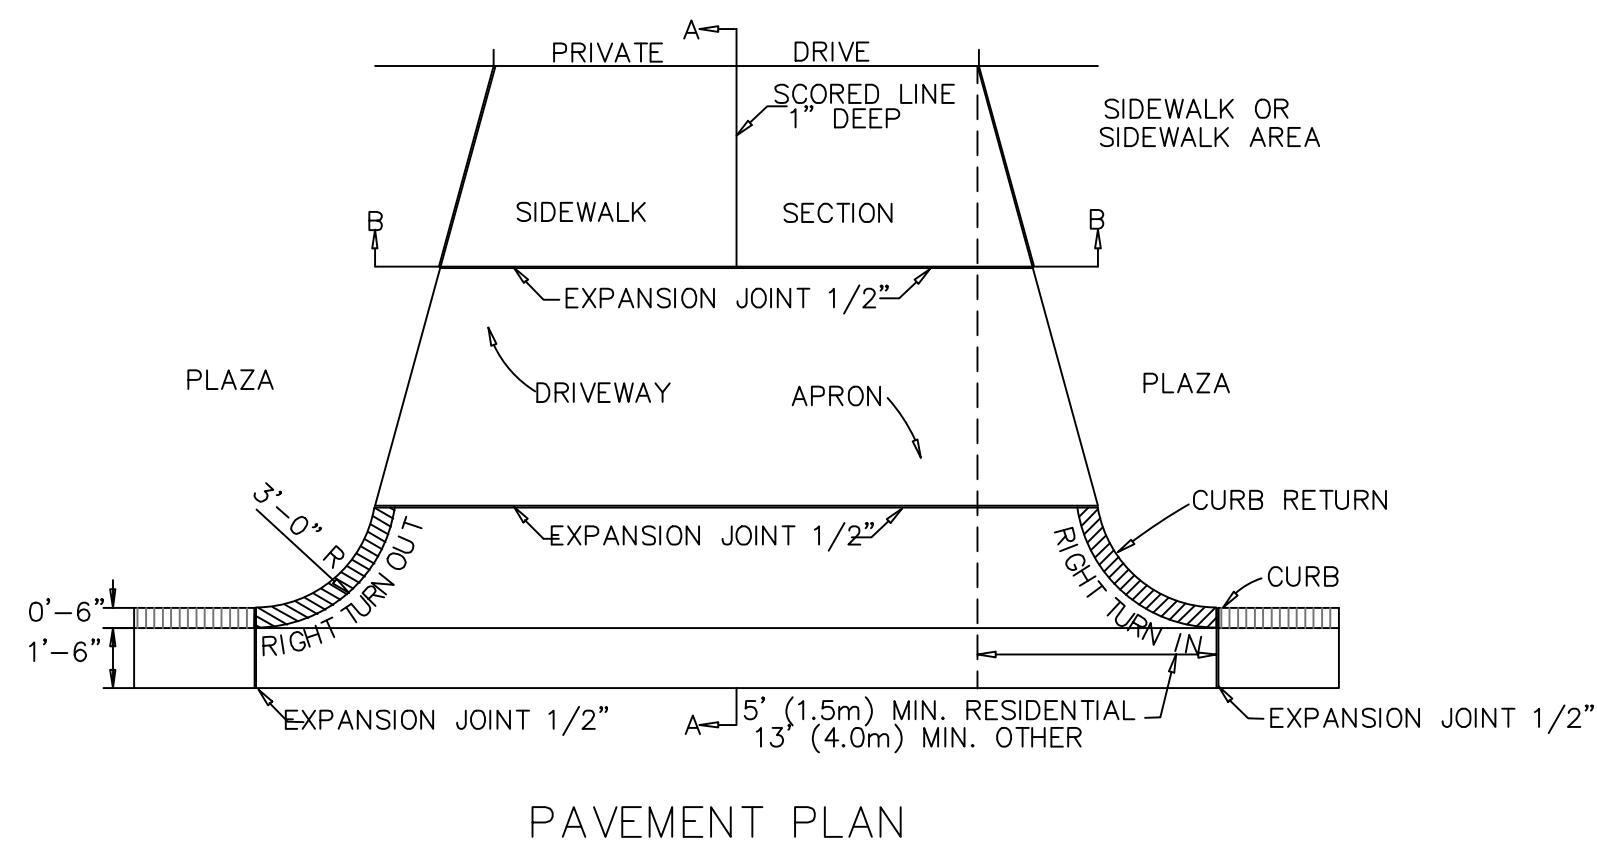 A
PRIVATE DRIVE
SCORED LINE
1" DEEP
SIDEWALK OR
SIDEWALK AREA
SIDEWALK SECTION
B
B
EXPANSION JOINT 1/2"
PLAZA
PLAZA
DRIVEWAY
APRON
3'-0" R
CURB RETURN
EXPANSION JOINT 1/2"
RIGHT TURN OUT
RIGHT TURN IN
CURB
0'-6"
1'-6"
EXPANSION JOINT 1/2"
A
5' (1.5m) MIN. RESIDENTIAL
13' (4.0m) MIN. OTHER
EXPANSION JOINT 1/2"
PAVEMENT PLAN